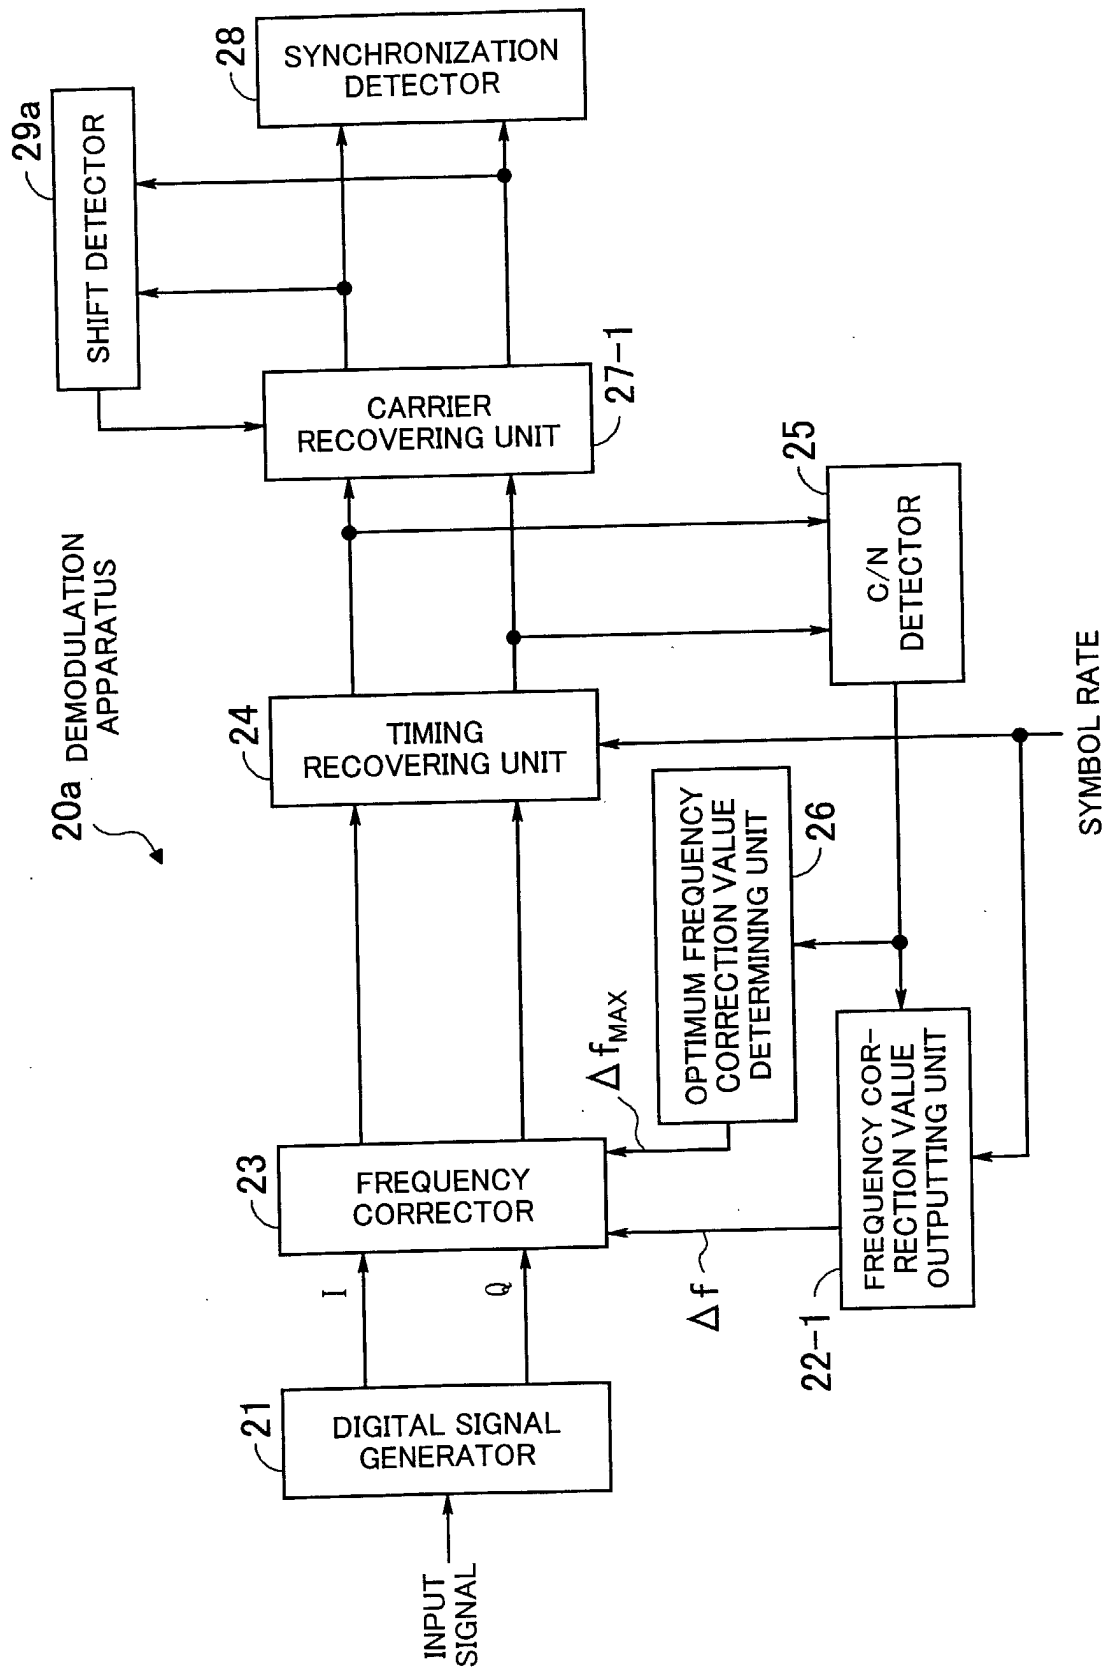 20a DEMODULATION
APPARATUS
INPUT
SIGNAL
21
DIGITAL SIGNAL
GENERATOR
I
Q
23
FREQUENCY
CORRECTOR
24
TIMING
RECOVERING UNIT
CARRIER
RECOVERING UNIT
27-1
29a
SHIFT DETECTOR
28
SYNCHRONIZATION
DETECTOR
Δf
ΔfMAX
22-1
FREQUENCY COR-
RECTION VALUE
OUTPUTTING UNIT
OPTIMUM FREQUENCY
CORRECTION VALUE
DETERMINING UNIT
26
25
C/N
DETECTOR
SYMBOL RATE